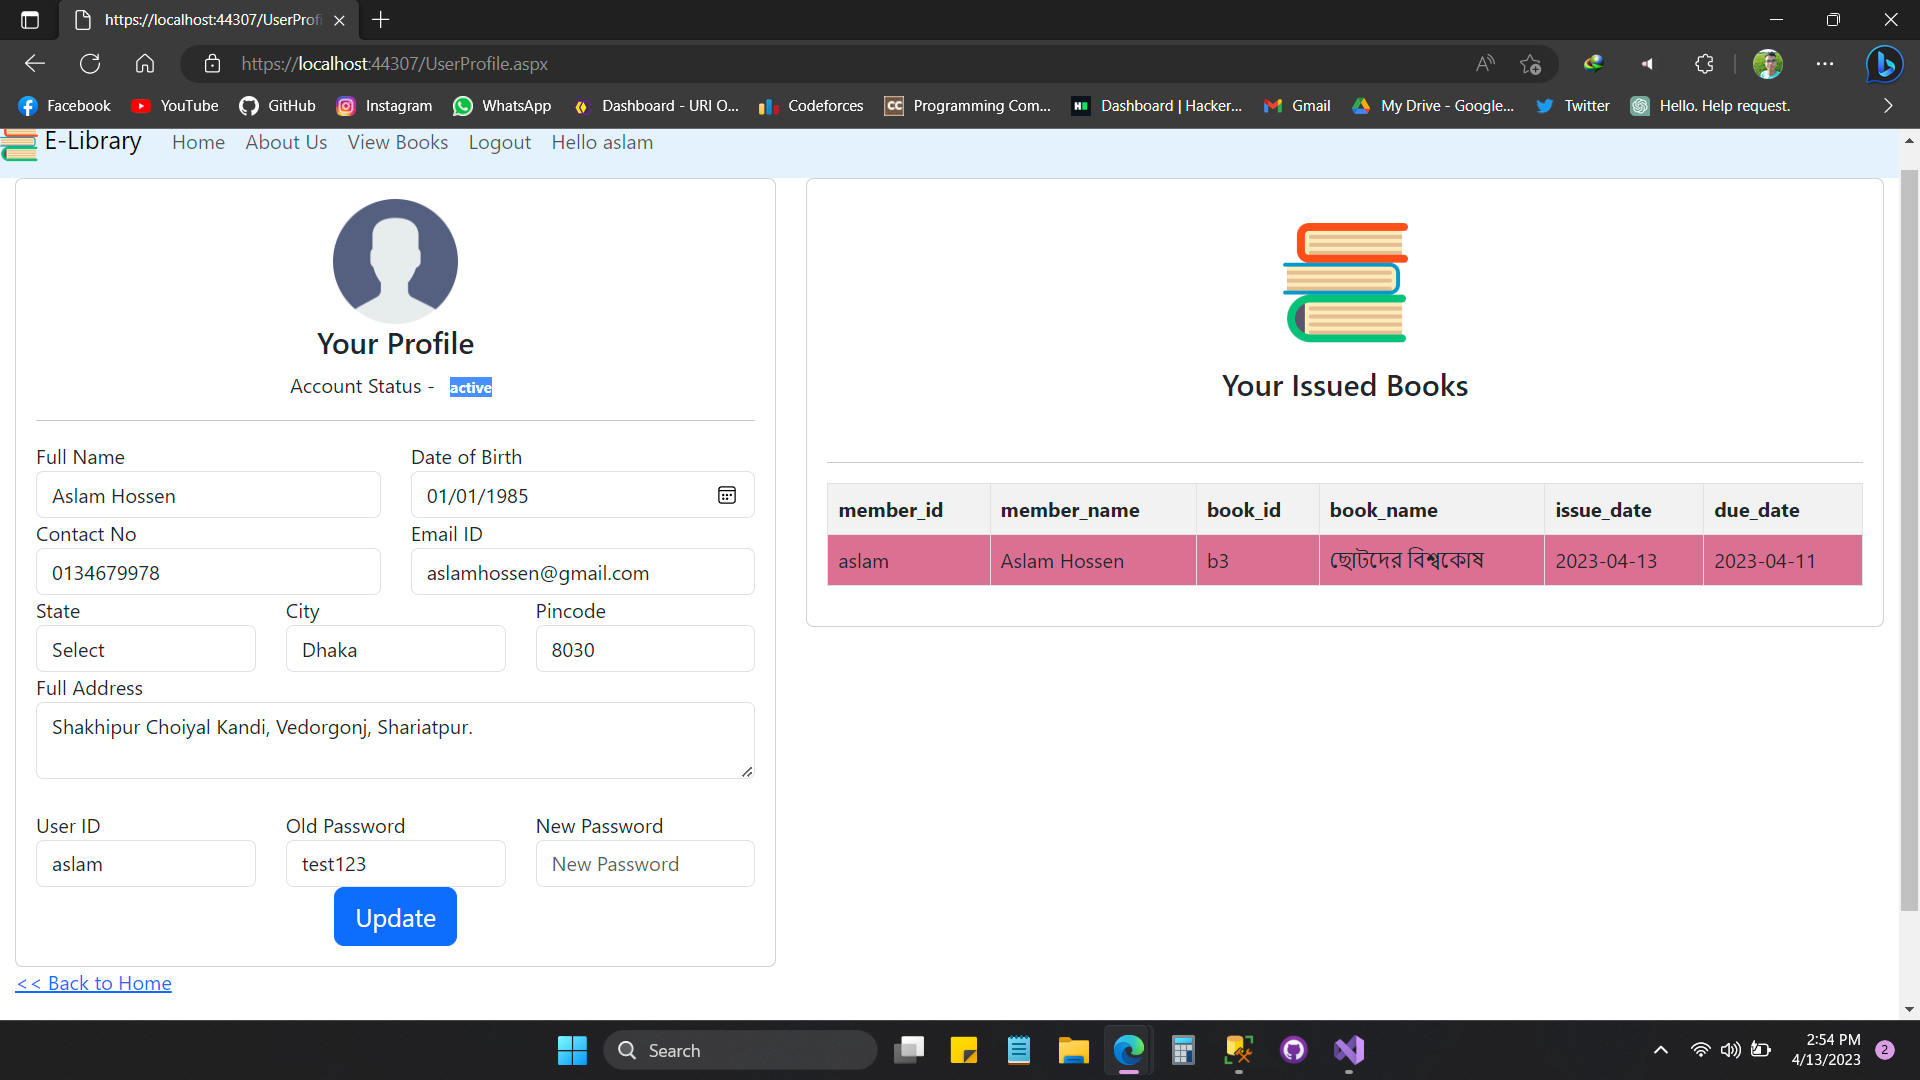 https://localhost:44307/UserProfi
https://localhost:44307/UserProfile.aspx
Facebook YouTube GitHub Instagram WhatsApp Dashboard - URI O... Codeforces Programming Com... Dashboard | Hacker... Gmail My Drive - Google... Twitter Hello. Help request.
E-Library Home About Us View Books Logout Hello aslam
Your Profile
Account Status - active
Full Name Date of Birth
Aslam Hossen 01/01/1985
Contact No Email ID
0134679978 aslamhossen@gmail.com
State City Pincode
Select Dhaka 8030
Full Address
Shakhipur Choiyal Kandi, Vedorgonj, Shariatpur.
User ID Old Password New Password
aslam test123 New Password
Update
<< Back to Home
Your Issued Books
member_id member_name book_id book_name issue_date due_date
aslam Aslam Hossen b3 ছোটদের বিশ্বকোষ 2023-04-13 2023-04-11
Search
2:54 PM
4/13/2023 2